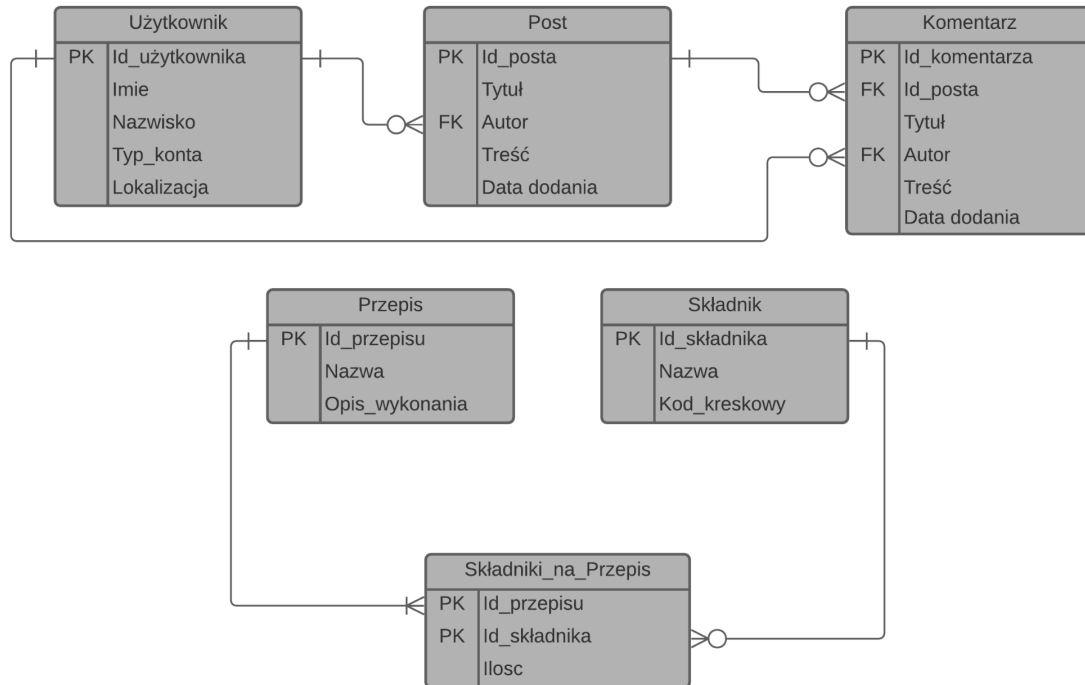 Użytkownik
PK Id_użytkownika
Imie
Nazwisko
Typ_konta
Lokalizacja
Post
PK Id_posta
Tytuł
FK Autor
Treść
Data dodania
Komentarz
PK Id_komentarza
FK Id_posta
Tytuł
FK Autor
Treść
Data dodania
Przepis
PK Id_przepisu
Nazwa
Opis_wykonania
Składnik
PK Id_składnika
Nazwa
Kod_kreskowy
Składniki_na_Przepis
PK Id_przepisu
PK Id_składnika
Ilosc